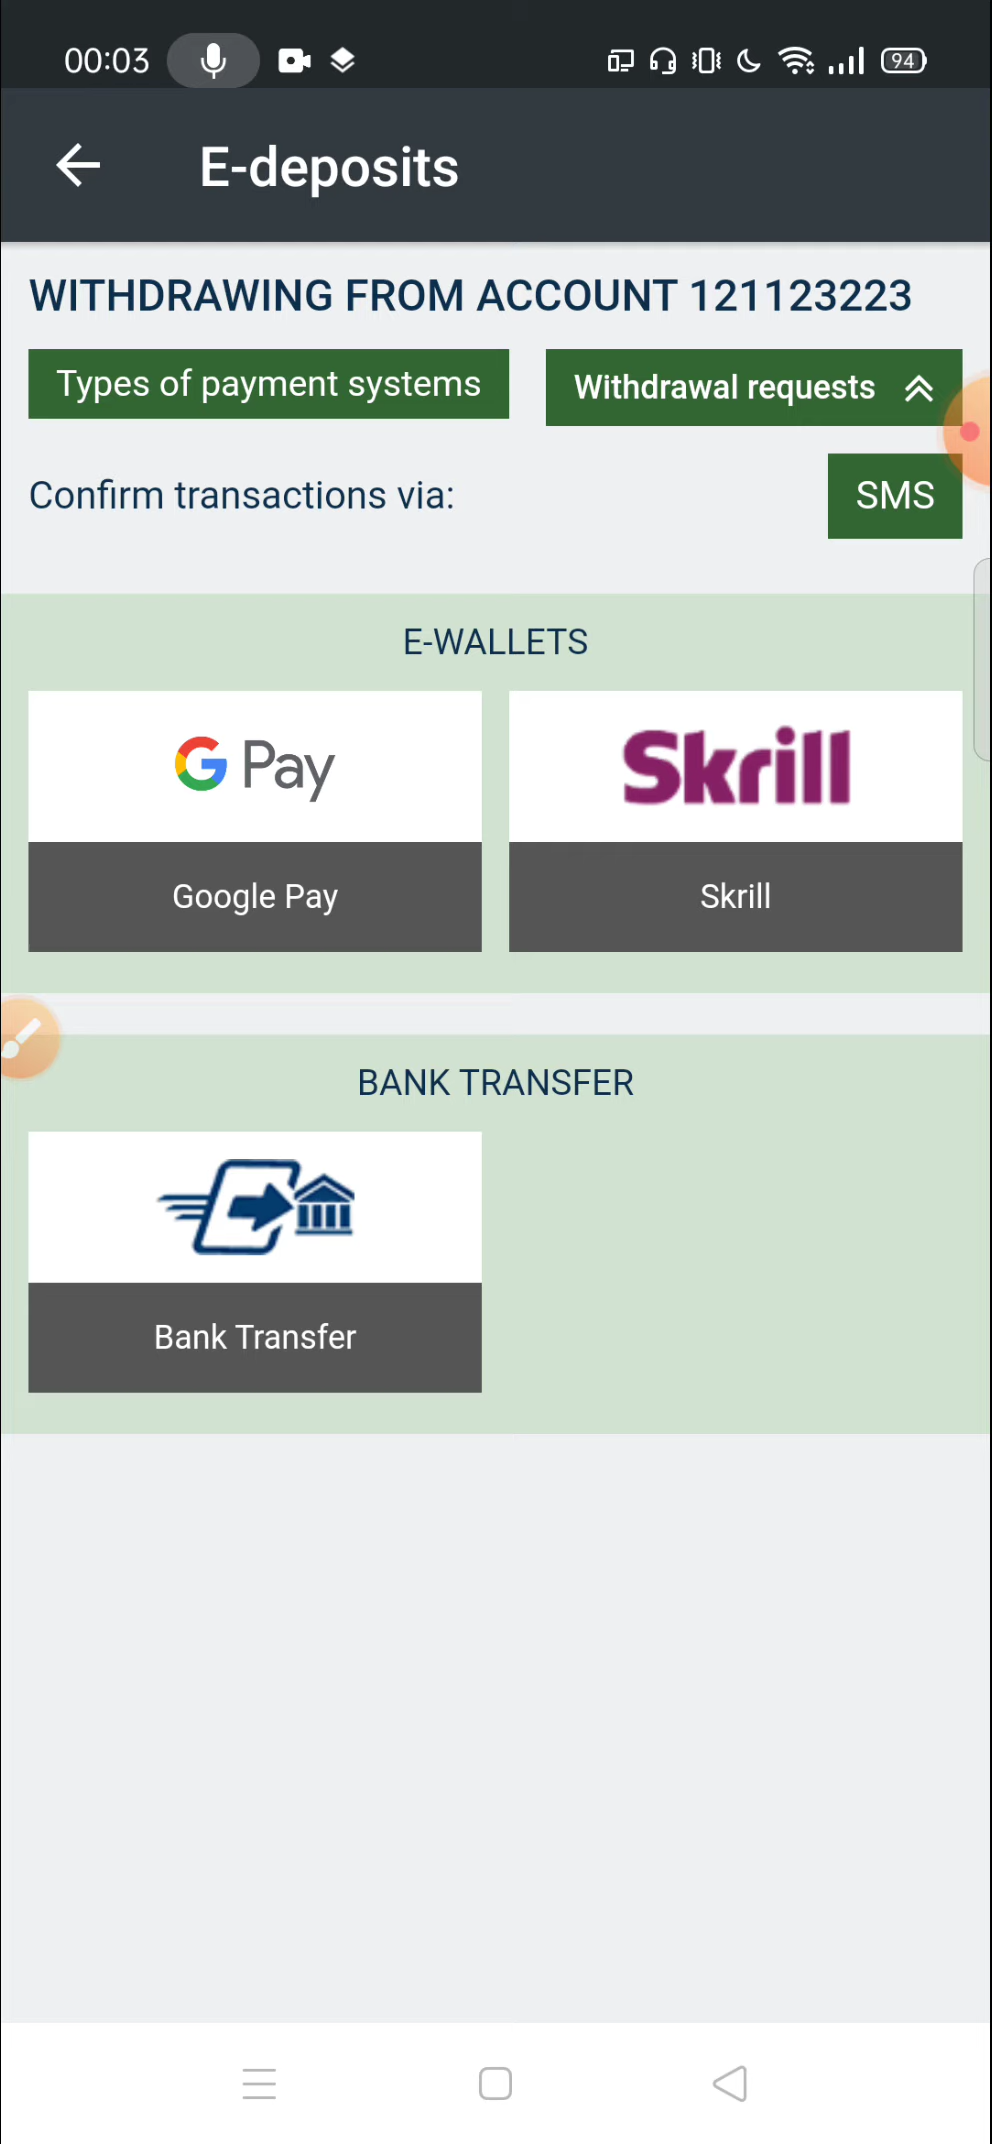 00:03
94
E-deposits
WITHDRAWING FROM ACCOUNT 121123223
Types of payment systems
Withdrawal requests
Confirm transactions via:
SMS
E-WALLETS
G Pay
Skrill
Google Pay
Skrill
BANK TRANSFER
Bank Transfer